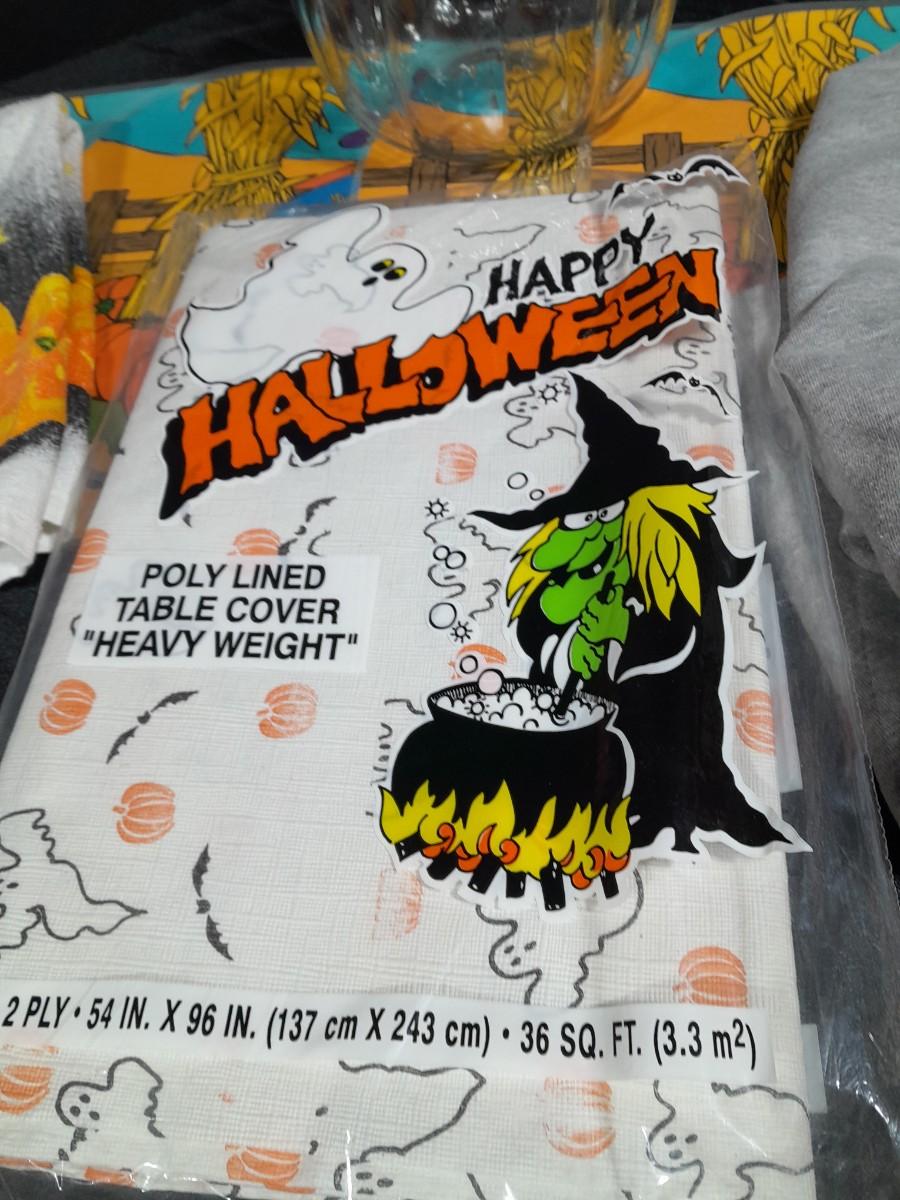 HAPPY
HALLOWEEN
POLY LINED
TABLE COVER
"HEAVY WEIGHT"
2 PLY • 54 IN. X 96 IN. (137 cm X 243 cm) • 36 SQ. FT. (3.3 m²)